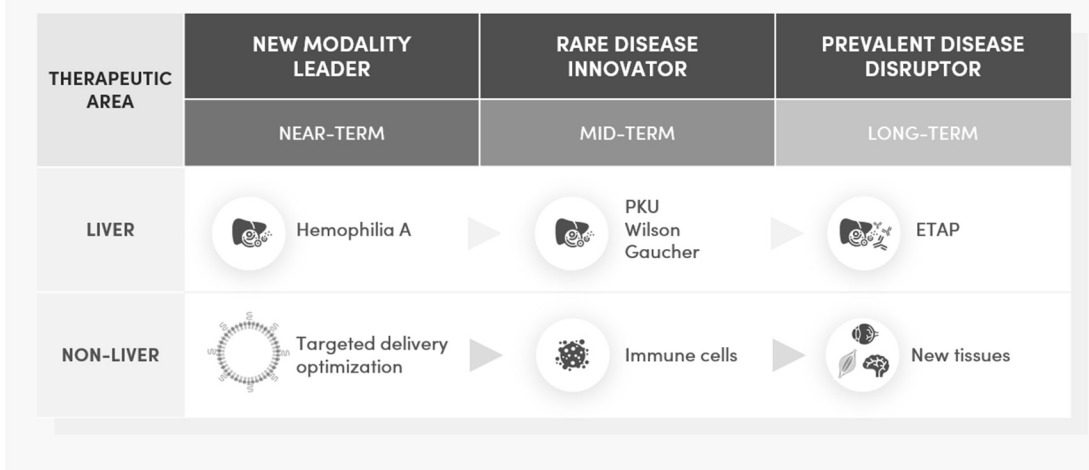 THERAPEUTIC
AREA
NEW MODALITY
LEADER
RARE DISEASE
INNOVATOR
PREVALENT DISEASE
DISRUPTOR
NEAR-TERM
MID-TERM
LONG-TERM
LIVER
Hemophilia A
PKU
Wilson
Gaucher
ETAP
NON-LIVER
Targeted delivery
optimization
Immune cells
New tissues